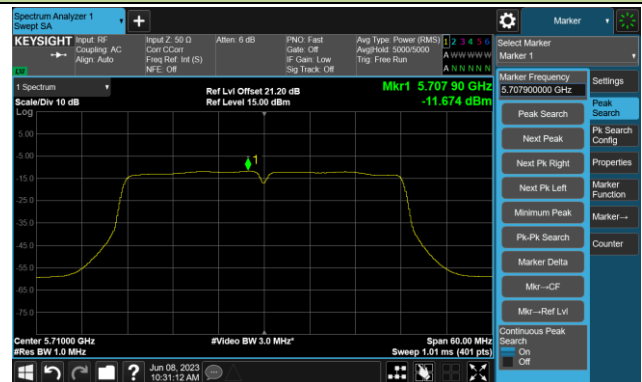 Spectrum Analyzer 1
Swept SA
KEYSIGHT
Input: RF
Coupling: AC
Align: Auto
Input Z: 50 Ω
Corr CCorr
Freq Ref: Int (S)
NFE: Off
Atten: 6 dB
PNO: Fast
Gate: Off
IF Gain: Low
Sig Track: Off
Avg Type: Power (RMS)
Avg|Hold: 5000/5000
Trig: Free Run
1 2 3 4 5 6
A W W W W W
A N N N N N
1 Spectrum
Scale/Div 10 dB
Log
Ref Lvl Offset 21.20 dB
Ref Level 15.00 dBm
Mkr1 5.707 90 GHz
-11.674 dBm
5.00
-5.00
-15.0
-25.0
-35.0
-45.0
-55.0
-65.0
-75.0
1
Center 5.71000 GHz
#Res BW 1.0 MHz
#Video BW 3.0 MHz*
Span 60.00 MHz
Sweep 1.01 ms (401 pts)
?
Jun 08, 2023
10:31:12 AM
Marker
Select Marker
Marker 1
Marker Frequency
5.707900000 GHz
Peak Search
Next Peak
Next Pk Right
Next Pk Left
Minimum Peak
Pk-Pk Search
Marker Delta
Mkr→CF
Mkr→Ref Lvl
Continuous Peak
Search
On
Off
Settings
Peak
Search
Pk Search
Config
Properties
Marker
Function
Marker→
Counter